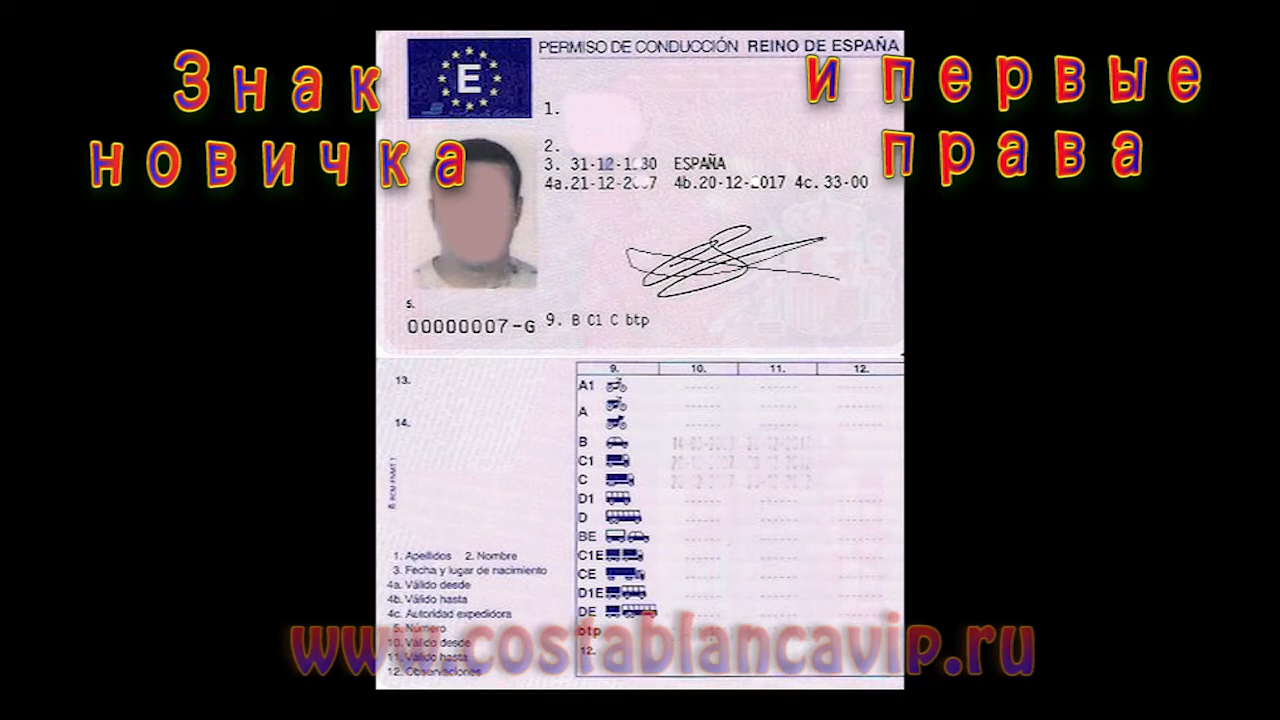 Знак
новичка
и первые
права
E
PERMISO DE CONDUCCIÓN REINO DE ESPAÑA
1.
2.
3. 31-12-1980 ESPAÑA
4a.21-12-2007 4b.20-12-2017 4c.33-00
5.
00000007-G
9. B C1 C btp
13.
14.
9. 10. 11. 12.
A1
A
B
C1
C
D1
D
BE
C1E
CE
D1E
DE
btp
12.
1. Apellidos 2. Nombre
3. Fecha y lugar de nacimiento
4a. Válido desde
4b. Válido hasta
4c. Autoridad expedidora
5. Número
10. Válido desde
11. Válido hasta
12. Observaciones
www.costablancavip.ru